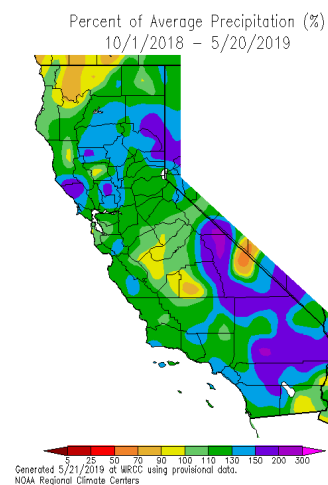 Percent of Average Precipitation (%)
10/1/2018 – 5/20/2019
5 25 50 70 90 100 110 130 150 200 300
Generated 5/21/2019 at WRCC using provisional data.
NOAA Regional Climate Centers